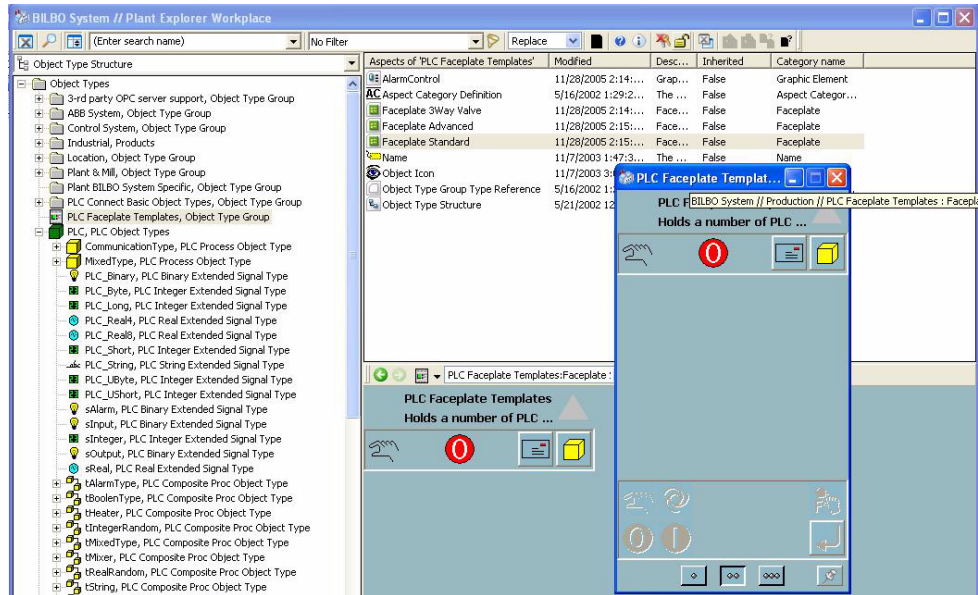 BILBO System // Plant Explorer Workplace
(Enter search name)
No Filter
Replace
Object Type Structure
Object Types
3-rd party OPC server support, Object Type Group
ABB System, Object Type Group
Control System, Object Type Group
Industrial, Products
Location, Object Type Group
Plant & Mill, Object Type Group
Plant BILBO System Specific, Object Type Group
PLC Connect Basic Object Types, Object Type Group
PLC Faceplate Templates, Object Type Group
PLC, PLC Object Types
CommunicationType, PLC Process Object Type
MixedType, PLC Process Object Type
PLC_Binary, PLC Binary Extended Signal Type
PLC_Byte, PLC Integer Extended Signal Type
PLC_Long, PLC Integer Extended Signal Type
PLC_Real4, PLC Real Extended Signal Type
PLC_Real8, PLC Real Extended Signal Type
PLC_Short, PLC Integer Extended Signal Type
PLC_String, PLC String Extended Signal Type
PLC_UByte, PLC Integer Extended Signal Type
PLC_UShort, PLC Integer Extended Signal Type
sAlarm, PLC Binary Extended Signal Type
sInput, PLC Binary Extended Signal Type
sInteger, PLC Integer Extended Signal Type
sOutput, PLC Binary Extended Signal Type
sReal, PLC Real Extended Signal Type
tAlarmType, PLC Composite Proc Object Type
tBoolenType, PLC Composite Proc Object Type
tHeater, PLC Composite Proc Object Type
tIntegerRandom, PLC Composite Proc Object Type
tMixedType, PLC Composite Proc Object Type
tMixer, PLC Composite Proc Object Type
tRealRandom, PLC Composite Proc Object Type
tString, PLC Composite Proc Object Type
Aspects of 'PLC Faceplate Templates' Modified Desc... Inherited Category name
AlarmControl 11/28/2005 2:14:... Grap... False Graphic Element
Aspect Category Definition 5/16/2002 1:29:2... The ... False Aspect Categor...
Faceplate 3Way Valve 11/28/2005 2:14:... Face... False Faceplate
Faceplate Advanced 11/28/2005 2:15:... Face... False Faceplate
Faceplate Standard 11/28/2005 2:15:... Face... False Faceplate
Name 11/7/2003 1:47:3... The ... False Name
Object Icon 11/7/2003 3:
Object Type Group Type Reference 5/16/2002 1:
Object Type Structure 5/21/2002 12
PLC Faceplate Templates:Faceplate :
PLC Faceplate Templates
Holds a number of PLC ...
PLC Faceplate Templat...
PLC F
BILBO System // Production // PLC Faceplate Templates : Facepla
Holds a number of PLC ...